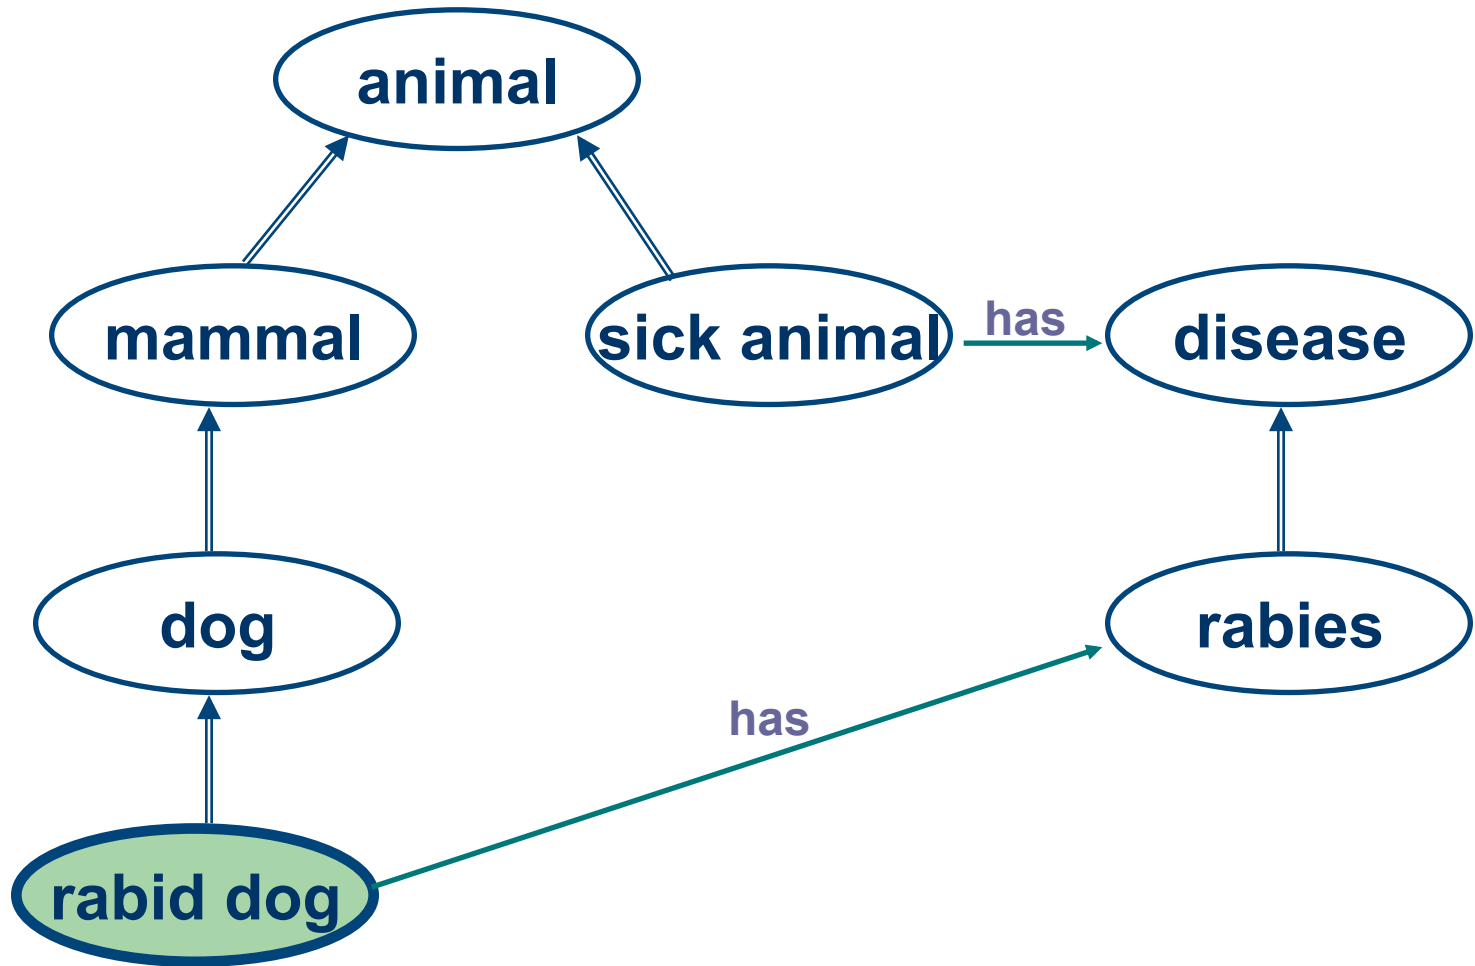 animal
mammal
sick animal
has
disease
dog
rabies
has
rabid dog